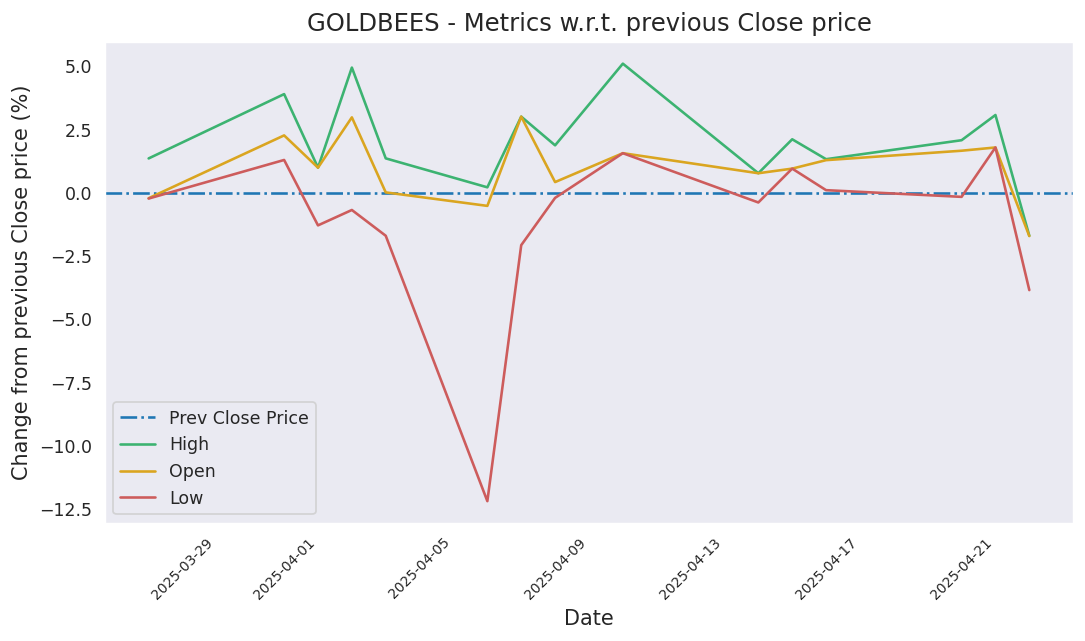 GOLDBEES - Metrics w.r.t. previous Close price
Change from previous Close price (%)
5.0
2.5
0.0
−2.5
−5.0
−7.5
−10.0
−12.5
Prev Close Price
High
Open
Low
2025-03-29
2025-04-01
2025-04-05
2025-04-09
2025-04-13
2025-04-17
2025-04-21
Date